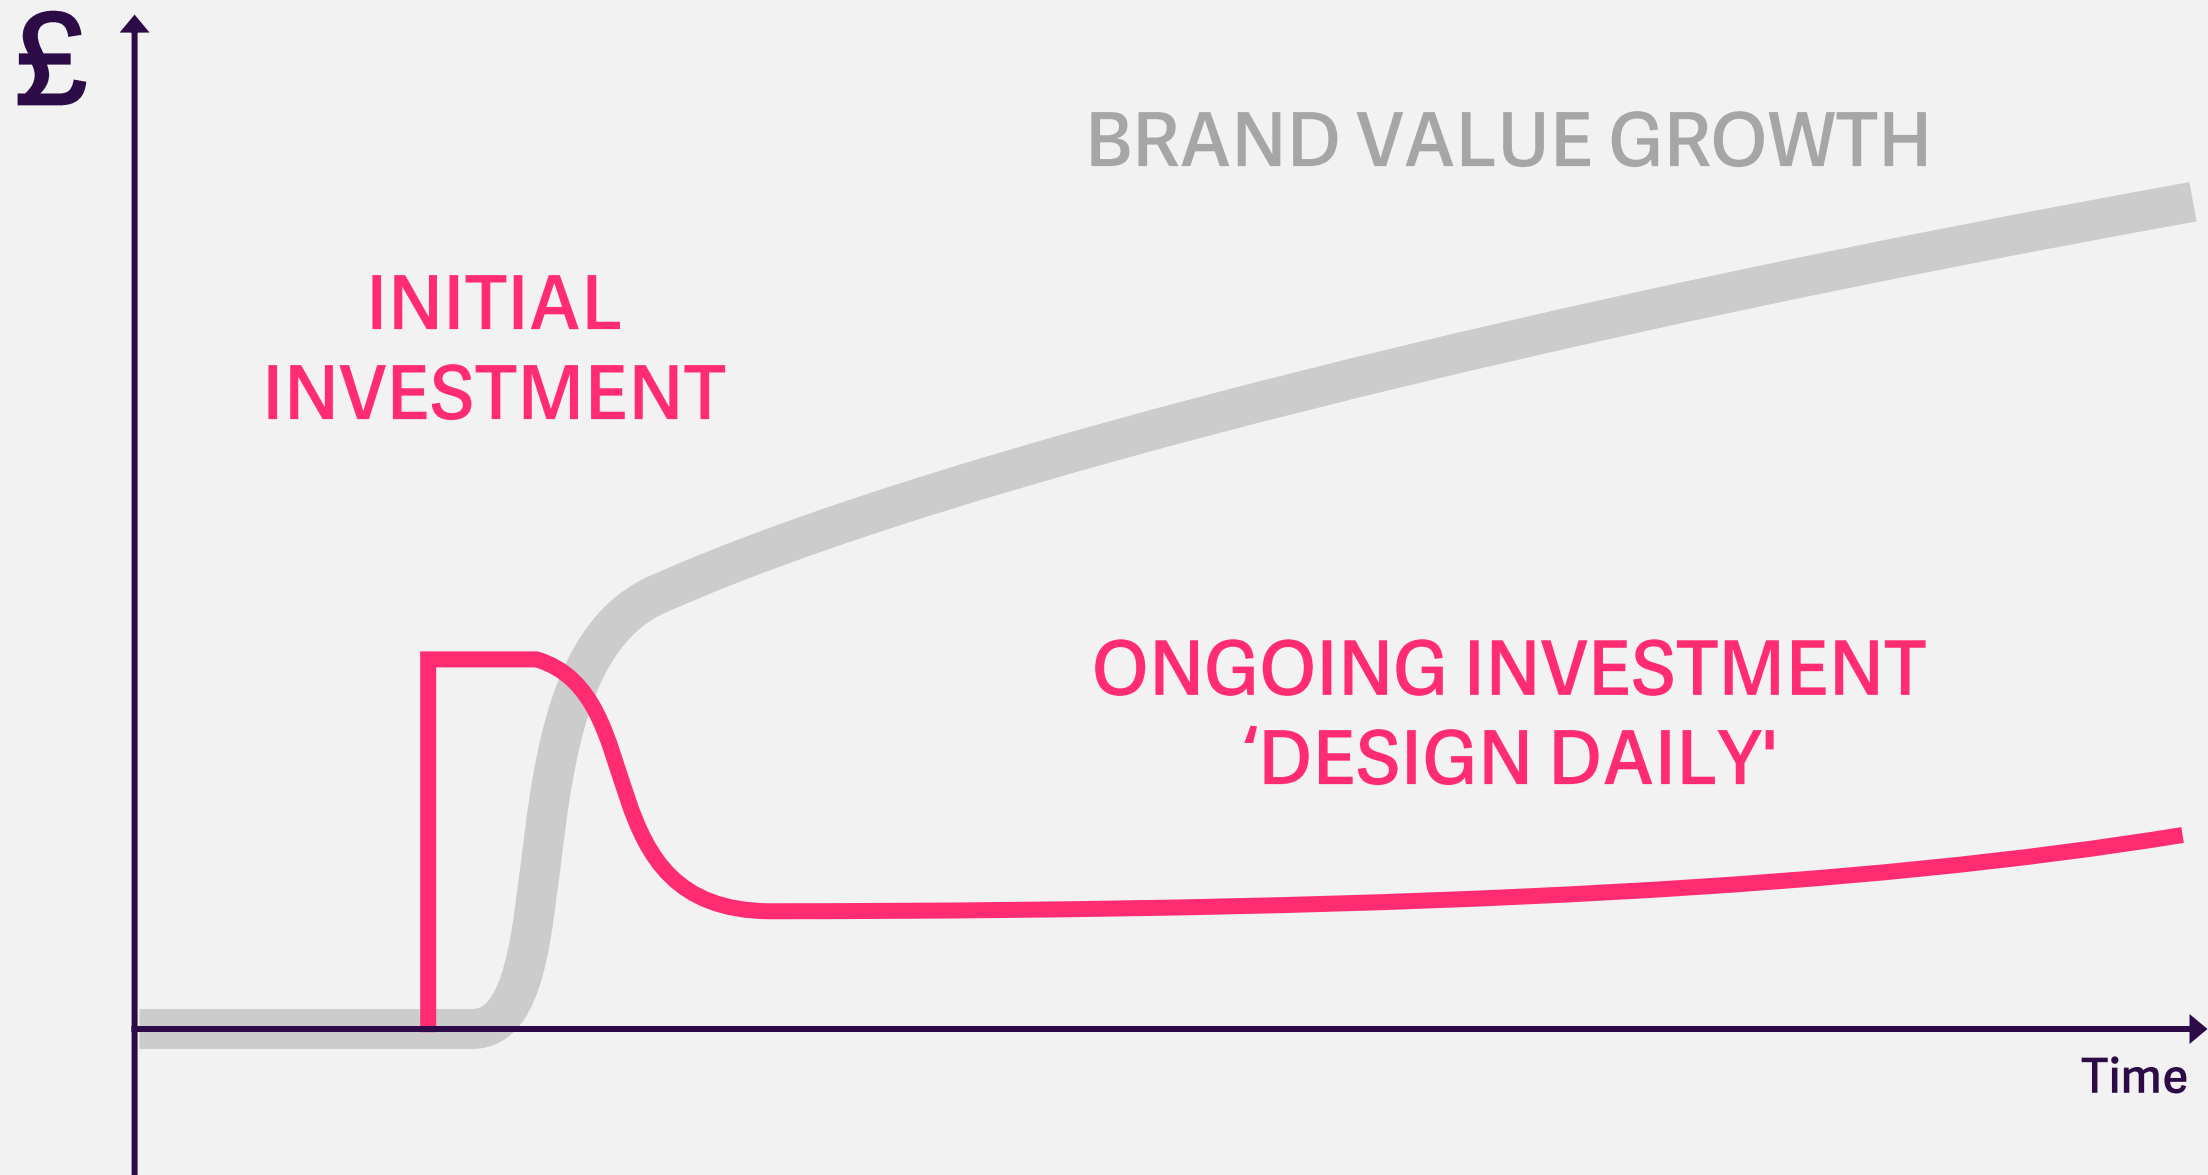 £
BRAND VALUE GROWTH
INITIAL
INVESTMENT
ONGOING INVESTMENT
‘DESIGN DAILY'
Time